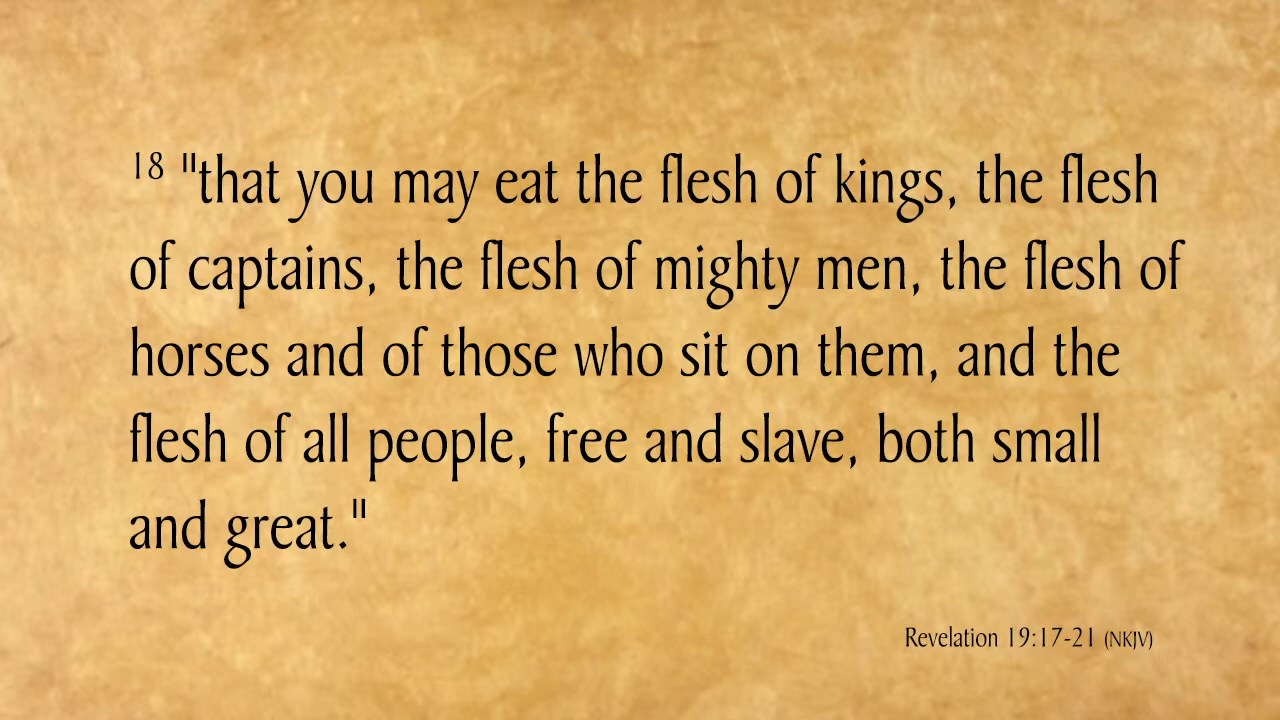 18 "that you may eat the flesh of kings, the flesh
of captains, the flesh of mighty men, the flesh of
horses and of those who sit on them, and the
flesh of all people, free and slave, both small
and great."
Revelation 19:17-21 (NKJV)